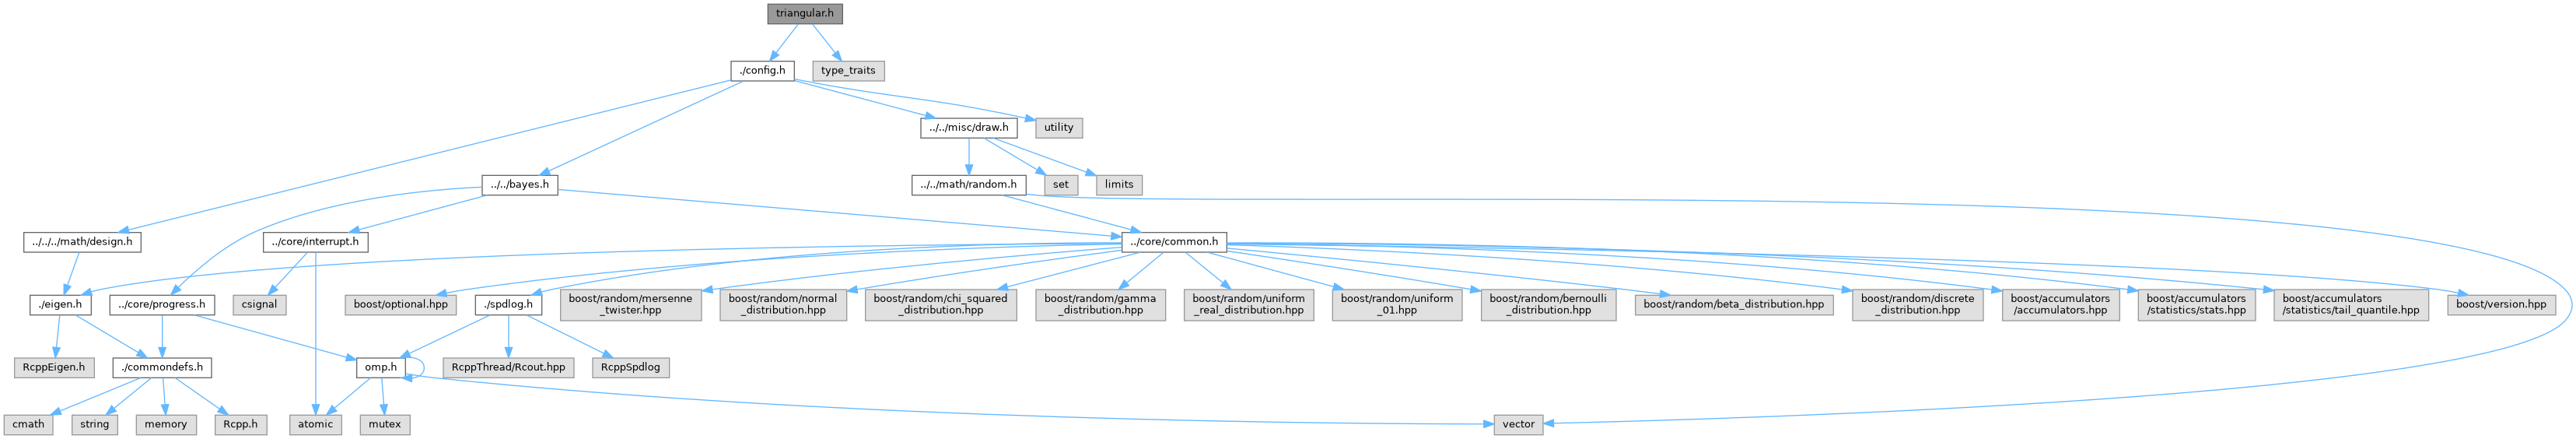 triangular.h
./config.h
type_traits
../../misc/draw.h
utility
../../bayes.h
../../math/random.h
set
limits
../../../math/design.h
../core/interrupt.h
../core/common.h
./eigen.h
../core/progress.h
csignal
boost/optional.hpp
./spdlog.h
boost/random/mersenne
_twister.hpp
boost/random/normal
_distribution.hpp
boost/random/chi_squared
_distribution.hpp
boost/random/gamma
_distribution.hpp
boost/random/uniform
_real_distribution.hpp
boost/random/uniform
_01.hpp
boost/random/bernoulli
_distribution.hpp
boost/random/beta_distribution.hpp
boost/random/discrete
_distribution.hpp
boost/accumulators
/accumulators.hpp
boost/accumulators
/statistics/stats.hpp
boost/accumulators
/statistics/tail_quantile.hpp
boost/version.hpp
RcppEigen.h
./commondefs.h
omp.h
RcppThread/Rcout.hpp
RcppSpdlog
cmath
string
memory
Rcpp.h
atomic
mutex
vector